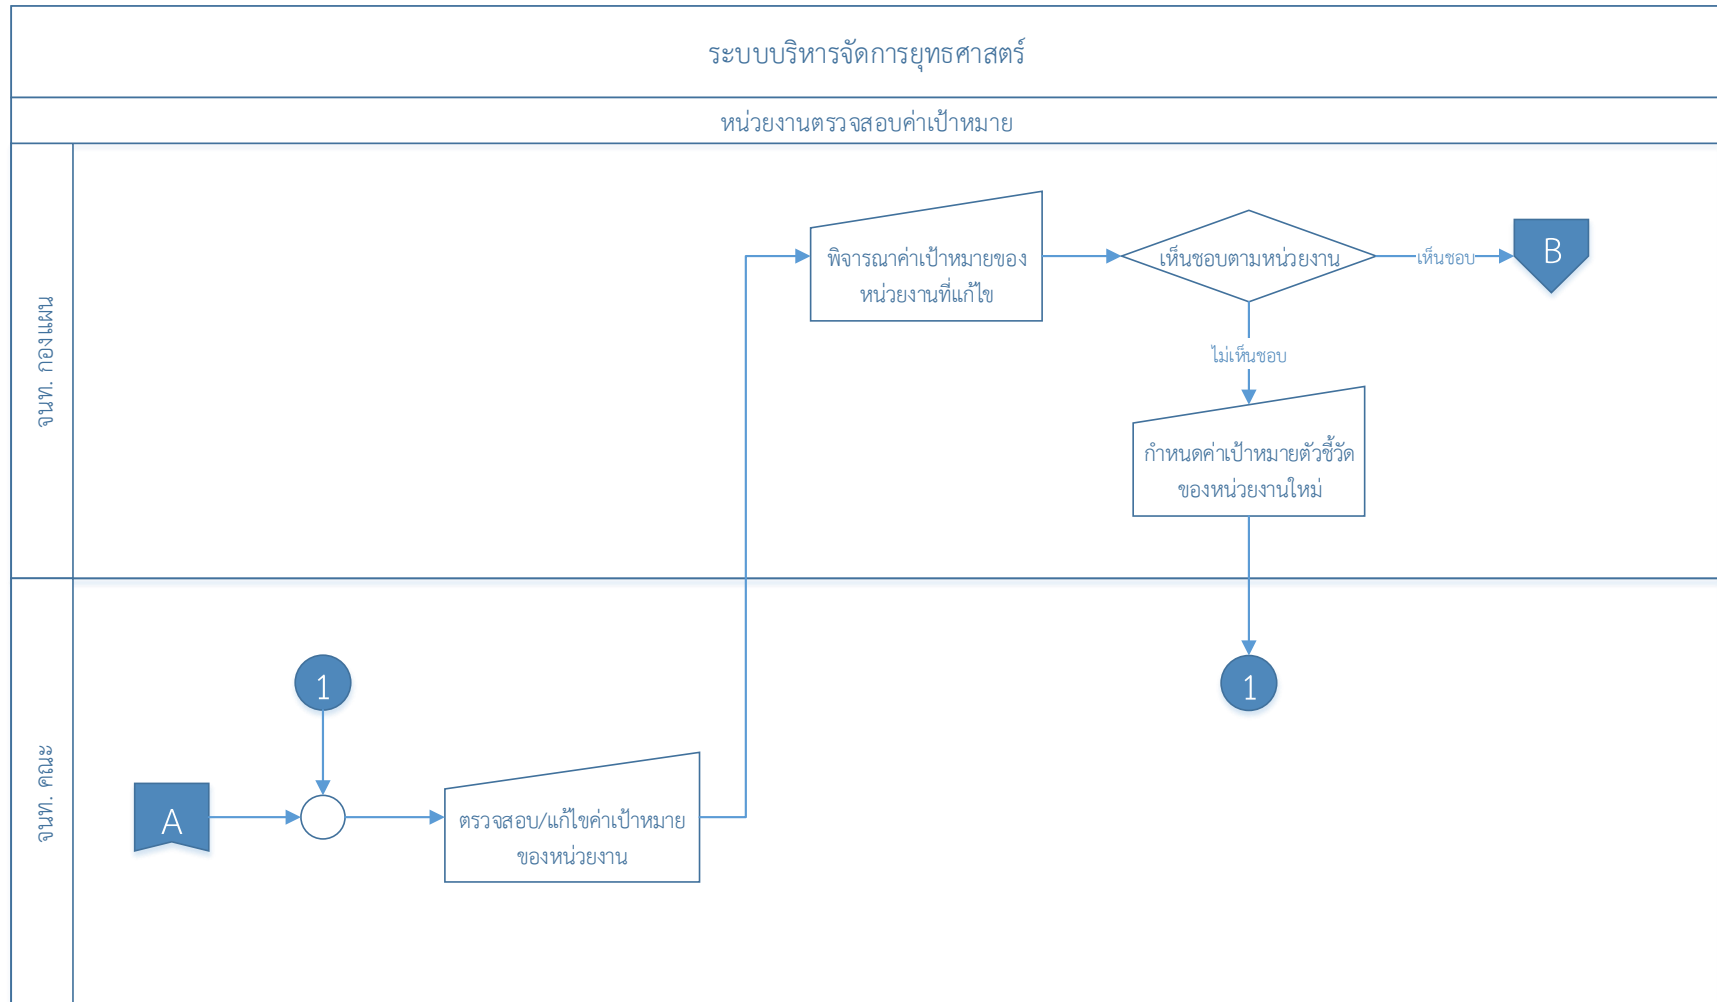 ระบบบริหารจัดการยุทธศาสตร์
หน่วยงานตรวจสอบค่าเป้าหมาย
จนท. กองแผน
พิจารณาค่าเป้าหมายของ
หน่วยงานที่แก้ไข
เห็นชอบตามหน่วยงาน
เห็นชอบ
B
ไม่เห็นชอบ
กำหนดค่าเป้าหมายตัวชี้วัด
ของหน่วยงานใหม่
จนท. คณะ
1
1
A
ตรวจสอบ/แก้ไขค่าเป้าหมาย
ของหน่วยงาน